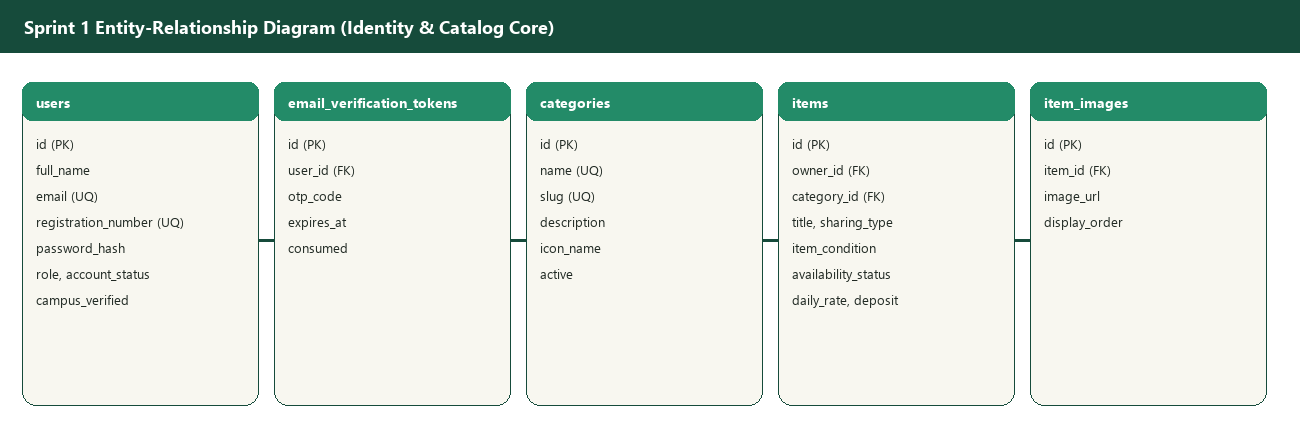 Sprint 1 Entity-Relationship Diagram (Identity & Catalog Core)
users
id (PK)
full_name
email (UQ)
registration_number (UQ)
password_hash
role, account_status
campus_verified
email_verification_tokens
id (PK)
user_id (FK)
otp_code
expires_at
consumed
categories
id (PK)
name (UQ)
slug (UQ)
description
icon_name
active
items
id (PK)
owner_id (FK)
category_id (FK)
title, sharing_type
item_condition
availability_status
daily_rate, deposit
item_images
id (PK)
item_id (FK)
image_url
display_order